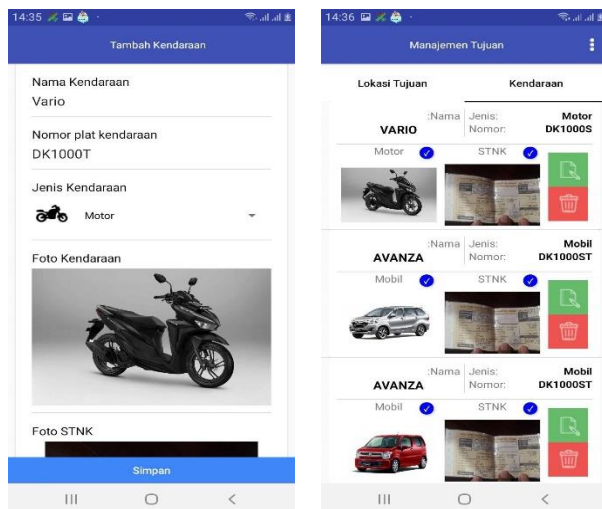 14:35
Tambah Kendaraan
Nama Kendaraan
Vario
Nomor plat kendaraan
DK1000T
Jenis Kendaraan
Motor
Foto Kendaraan
Foto STNK
Simpan
14:36
Manajemen Tujuan
Lokasi Tujuan Kendaraan
:Nama Jenis: Motor
VARIO Nomor: DK1000S
Motor STNK
:Nama Jenis: Mobil
AVANZA Nomor: DK1000ST
Mobil STNK
:Nama Jenis: Mobil
AVANZA Nomor: DK1000ST
Mobil STNK